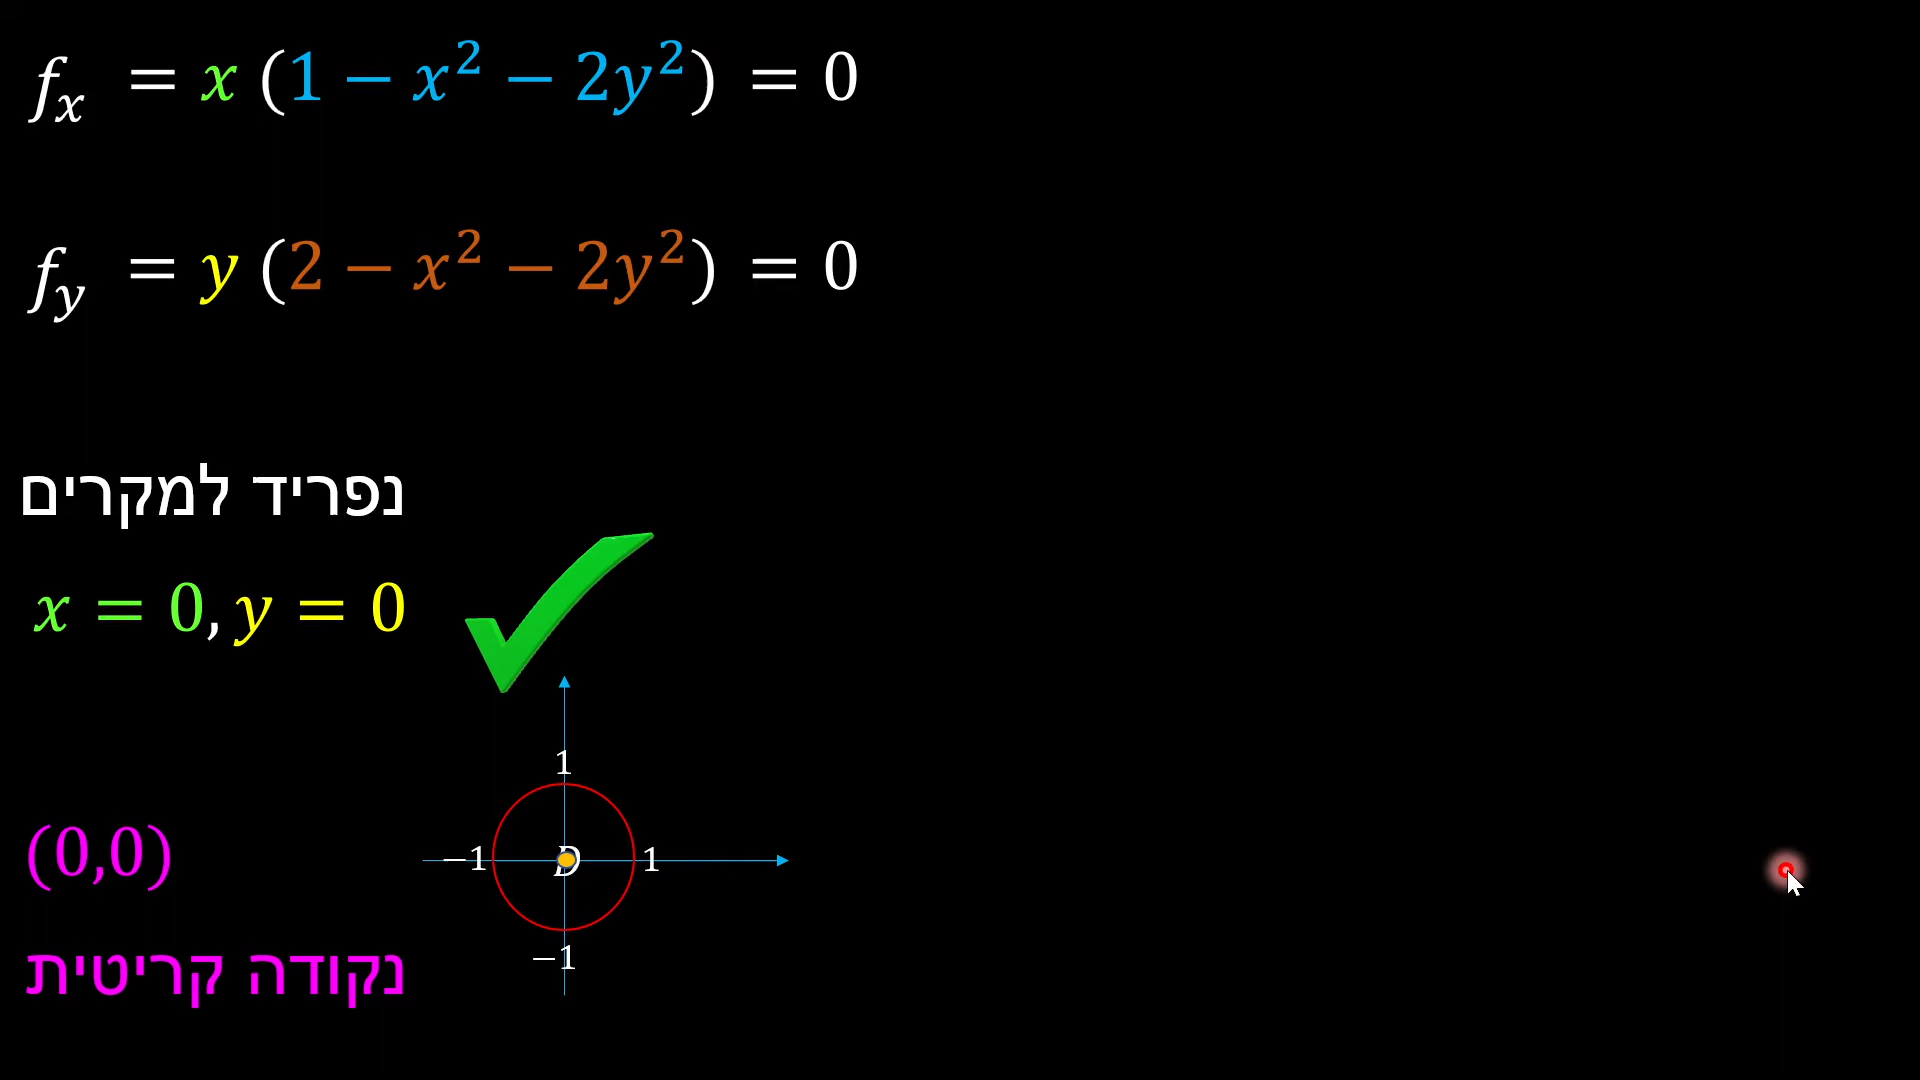 f_x = x (1 − x² − 2y²) = 0
f_y = y (2 − x² − 2y²) = 0
נפריד למקרים
x = 0, y = 0
1
−1 D 1
(0,0)
−1
נקודה קריטית